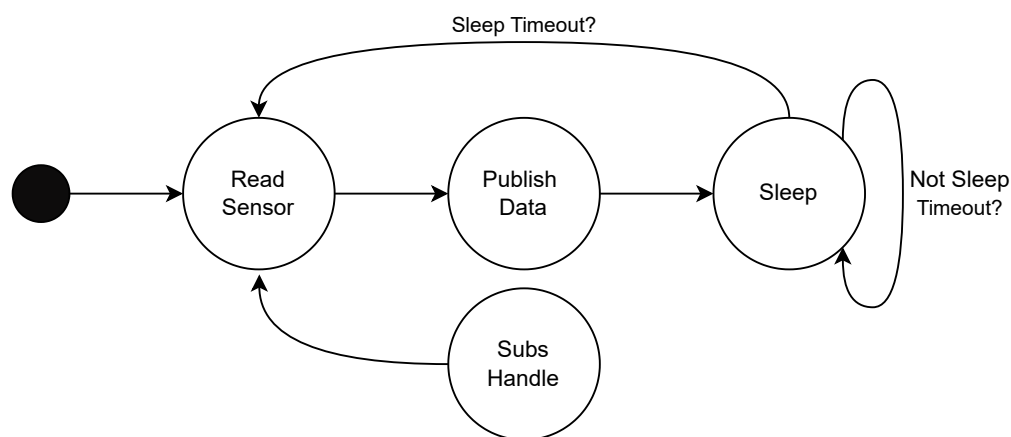 Sleep Timeout?
Read
Sensor
Publish
Data
Sleep
Not Sleep
Timeout?
Subs
Handle